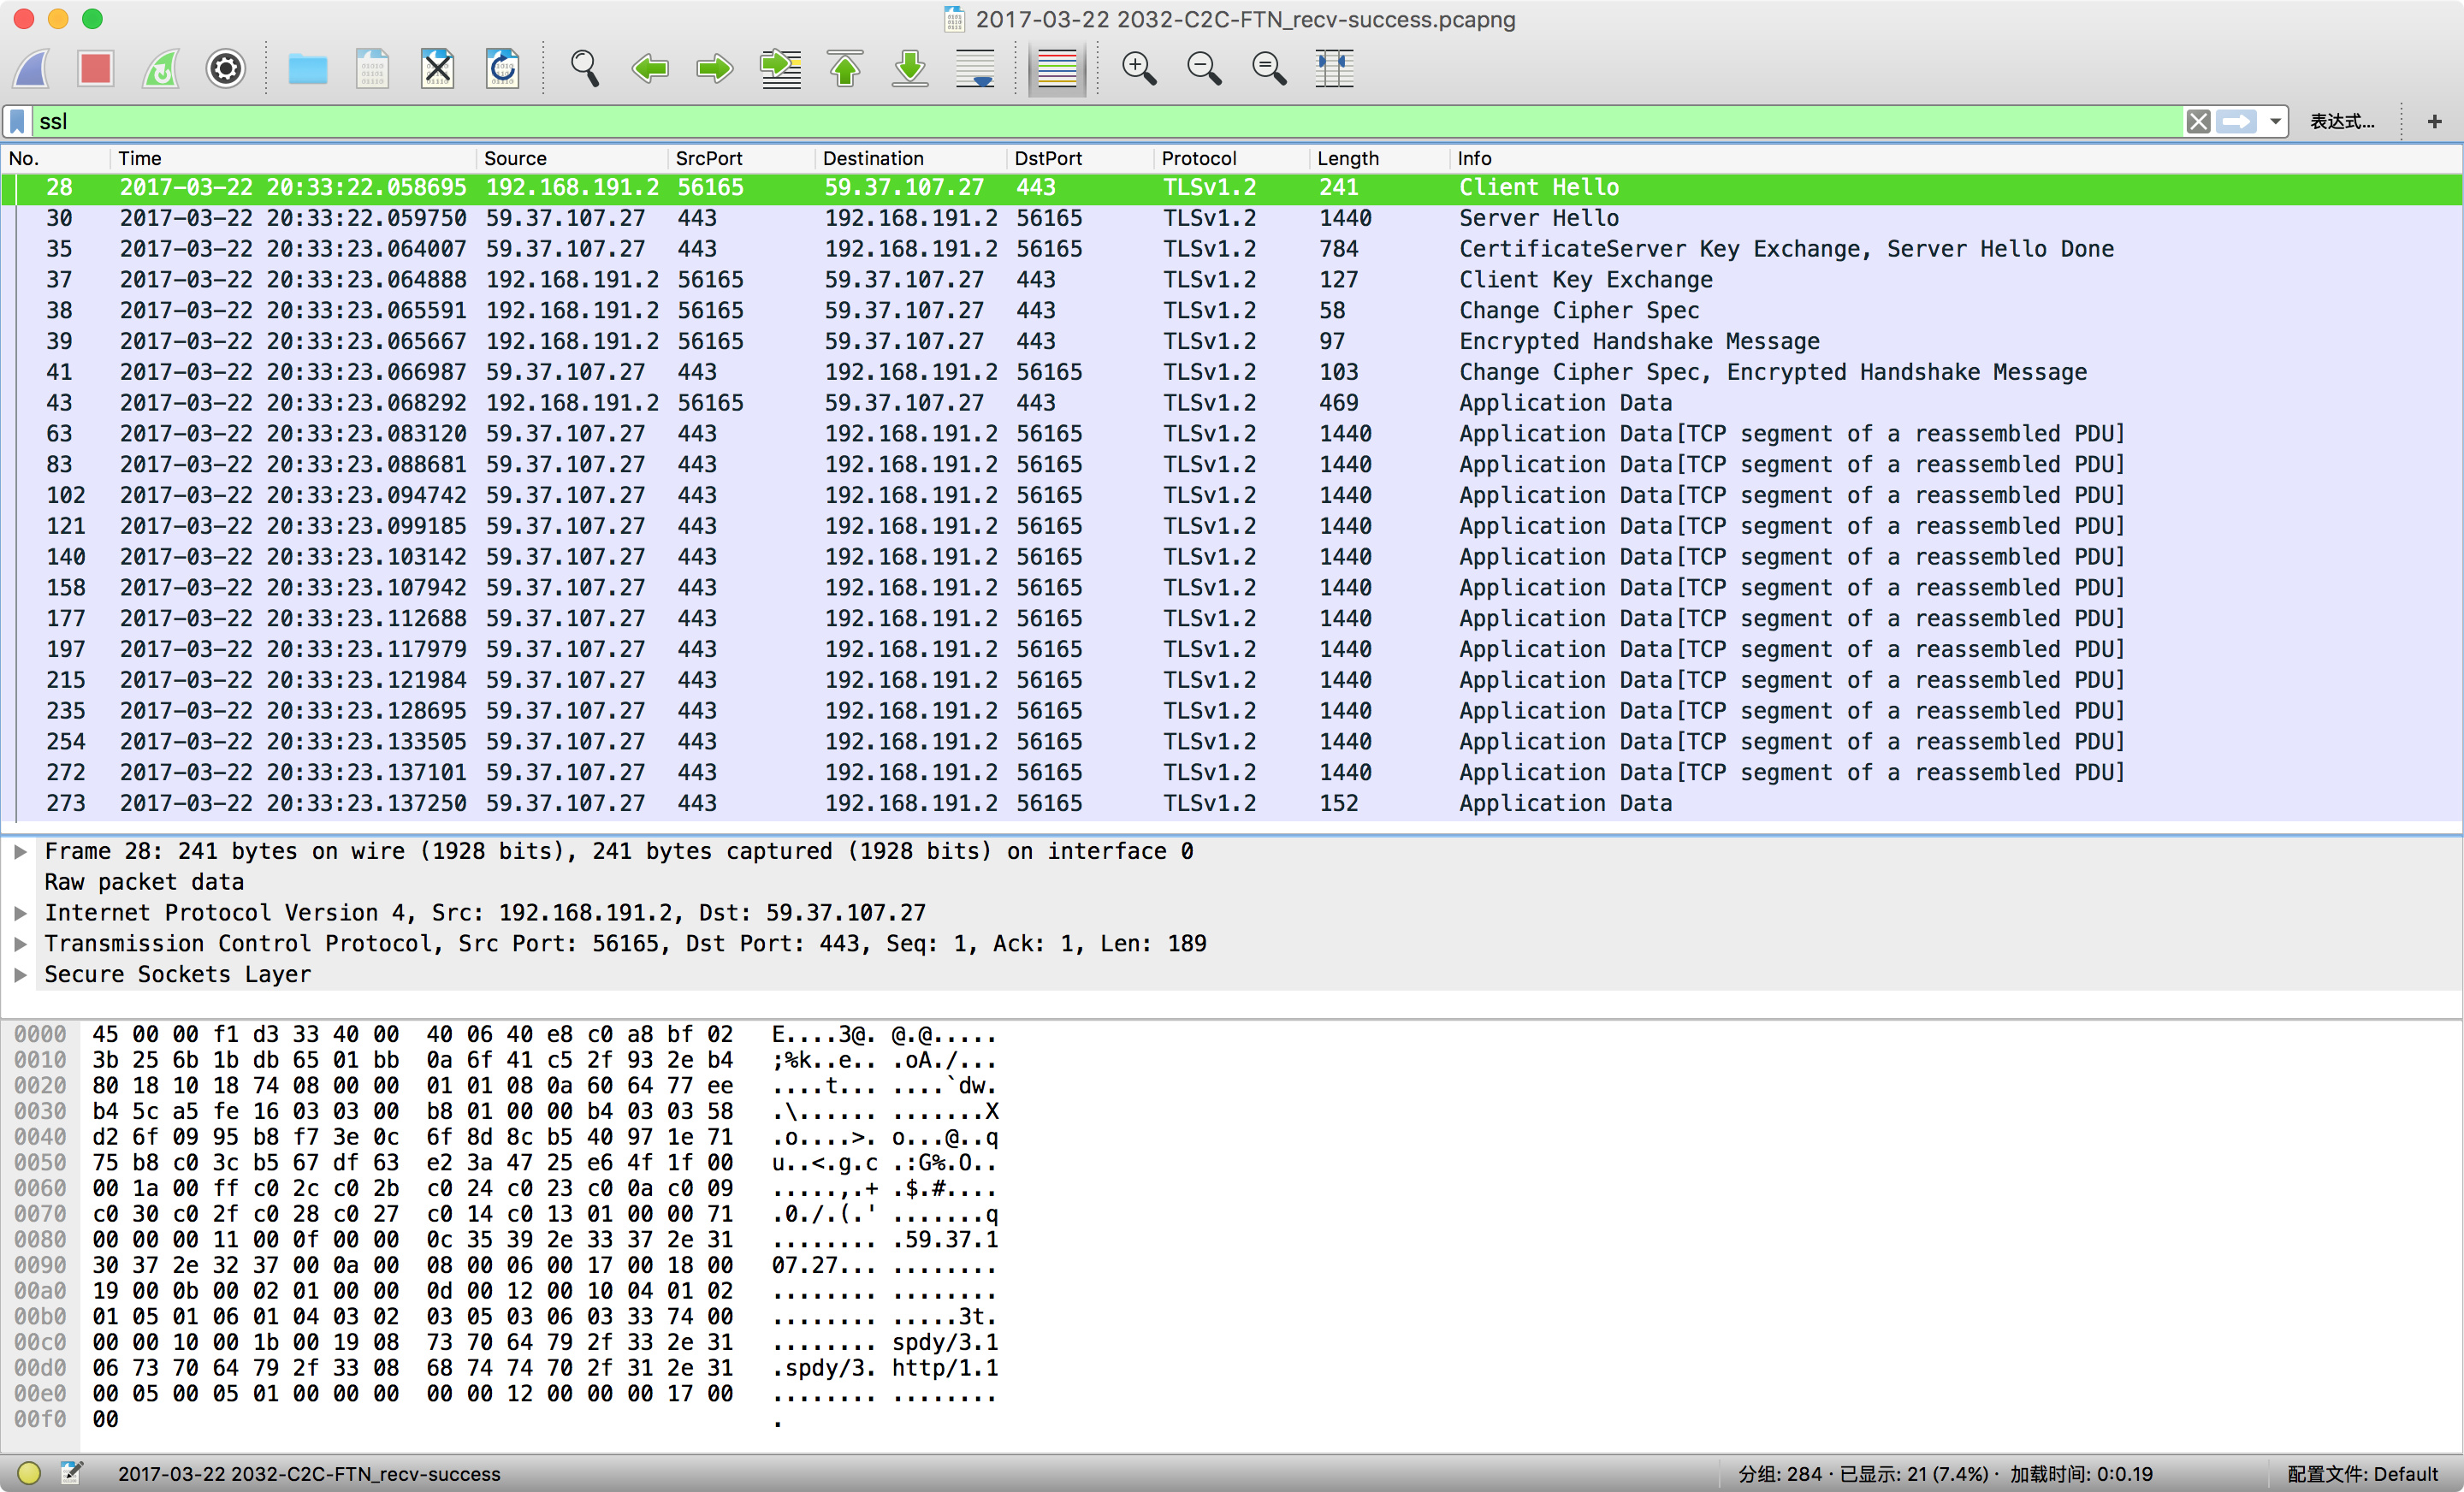 2017-03-22 2032-C2C-FTN_recv-success.pcapng
ssl
表达式...
+
No. Time Source SrcPort Destination DstPort Protocol Length Info
28 2017-03-22 20:33:22.058695 192.168.191.2 56165 59.37.107.27 443 TLSv1.2 241 Client Hello
30 2017-03-22 20:33:22.059750 59.37.107.27 443 192.168.191.2 56165 TLSv1.2 1440 Server Hello
35 2017-03-22 20:33:23.064007 59.37.107.27 443 192.168.191.2 56165 TLSv1.2 784 CertificateServer Key Exchange, Server Hello Done
37 2017-03-22 20:33:23.064888 192.168.191.2 56165 59.37.107.27 443 TLSv1.2 127 Client Key Exchange
38 2017-03-22 20:33:23.065591 192.168.191.2 56165 59.37.107.27 443 TLSv1.2 58 Change Cipher Spec
39 2017-03-22 20:33:23.065667 192.168.191.2 56165 59.37.107.27 443 TLSv1.2 97 Encrypted Handshake Message
41 2017-03-22 20:33:23.066987 59.37.107.27 443 192.168.191.2 56165 TLSv1.2 103 Change Cipher Spec, Encrypted Handshake Message
43 2017-03-22 20:33:23.068292 192.168.191.2 56165 59.37.107.27 443 TLSv1.2 469 Application Data
63 2017-03-22 20:33:23.083120 59.37.107.27 443 192.168.191.2 56165 TLSv1.2 1440 Application Data[TCP segment of a reassembled PDU]
83 2017-03-22 20:33:23.088681 59.37.107.27 443 192.168.191.2 56165 TLSv1.2 1440 Application Data[TCP segment of a reassembled PDU]
102 2017-03-22 20:33:23.094742 59.37.107.27 443 192.168.191.2 56165 TLSv1.2 1440 Application Data[TCP segment of a reassembled PDU]
121 2017-03-22 20:33:23.099185 59.37.107.27 443 192.168.191.2 56165 TLSv1.2 1440 Application Data[TCP segment of a reassembled PDU]
140 2017-03-22 20:33:23.103142 59.37.107.27 443 192.168.191.2 56165 TLSv1.2 1440 Application Data[TCP segment of a reassembled PDU]
158 2017-03-22 20:33:23.107942 59.37.107.27 443 192.168.191.2 56165 TLSv1.2 1440 Application Data[TCP segment of a reassembled PDU]
177 2017-03-22 20:33:23.112688 59.37.107.27 443 192.168.191.2 56165 TLSv1.2 1440 Application Data[TCP segment of a reassembled PDU]
197 2017-03-22 20:33:23.117979 59.37.107.27 443 192.168.191.2 56165 TLSv1.2 1440 Application Data[TCP segment of a reassembled PDU]
215 2017-03-22 20:33:23.121984 59.37.107.27 443 192.168.191.2 56165 TLSv1.2 1440 Application Data[TCP segment of a reassembled PDU]
235 2017-03-22 20:33:23.128695 59.37.107.27 443 192.168.191.2 56165 TLSv1.2 1440 Application Data[TCP segment of a reassembled PDU]
254 2017-03-22 20:33:23.133505 59.37.107.27 443 192.168.191.2 56165 TLSv1.2 1440 Application Data[TCP segment of a reassembled PDU]
272 2017-03-22 20:33:23.137101 59.37.107.27 443 192.168.191.2 56165 TLSv1.2 1440 Application Data[TCP segment of a reassembled PDU]
273 2017-03-22 20:33:23.137250 59.37.107.27 443 192.168.191.2 56165 TLSv1.2 152 Application Data
Frame 28: 241 bytes on wire (1928 bits), 241 bytes captured (1928 bits) on interface 0
Raw packet data
Internet Protocol Version 4, Src: 192.168.191.2, Dst: 59.37.107.27
Transmission Control Protocol, Src Port: 56165, Dst Port: 443, Seq: 1, Ack: 1, Len: 189
Secure Sockets Layer
0000 45 00 00 f1 d3 33 40 00 40 06 40 e8 c0 a8 bf 02 E....3@. @.@.....
0010 3b 25 6b 1b db 65 01 bb 0a 6f 41 c5 2f 93 2e b4 ;%k..e.. .oA./...
0020 80 18 10 18 74 08 00 00 01 01 08 0a 60 64 77 ee ....t... ....`dw.
0030 b4 5c a5 fe 16 03 03 00 b8 01 00 00 b4 03 03 58 .\...... .......X
0040 d2 6f 09 95 b8 f7 3e 0c 6f 8d 8c b5 40 97 1e 71 .o....>. o...@..q
0050 75 b8 c0 3c b5 67 df 63 e2 3a 47 25 e6 4f 1f 00 u..<.g.c .:G%.O..
0060 00 1a 00 ff c0 2c c0 2b c0 24 c0 23 c0 0a c0 09 .....,.+ .$.#....
0070 c0 30 c0 2f c0 28 c0 27 c0 14 c0 13 01 00 00 71 .0./.(.' .......q
0080 00 00 00 11 00 0f 00 00 0c 35 39 2e 33 37 2e 31 ........ .59.37.1
0090 30 37 2e 32 37 00 0a 00 08 00 06 00 17 00 18 00 07.27... ........
00a0 19 00 0b 00 02 01 00 00 0d 00 12 00 10 04 01 02 ........ ........
00b0 01 05 01 06 01 04 03 02 03 05 03 06 03 33 74 00 ........ .....3t.
00c0 00 00 10 00 1b 00 19 08 73 70 64 79 2f 33 2e 31 ........ spdy/3.1
00d0 06 73 70 64 79 2f 33 08 68 74 74 70 2f 31 2e 31 .spdy/3. http/1.1
00e0 00 05 00 05 01 00 00 00 00 00 12 00 00 00 17 00 ........ ........
00f0 00 .
2017-03-22 2032-C2C-FTN_recv-success
分组: 284 · 已显示: 21 (7.4%) · 加载时间: 0:0.19
配置文件: Default